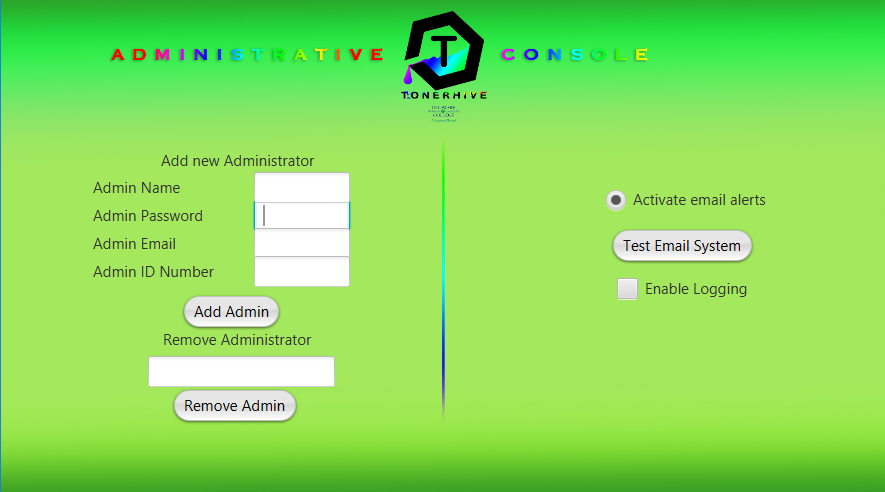 ADMINISTRATIVE CONSOLE
T
TONERHIVE
COLLEGE
Add new Administrator
Admin Name
Admin Password
Admin Email
Admin ID Number
Add Admin
Remove Administrator
Remove Admin
Activate email alerts
Test Email System
Enable Logging